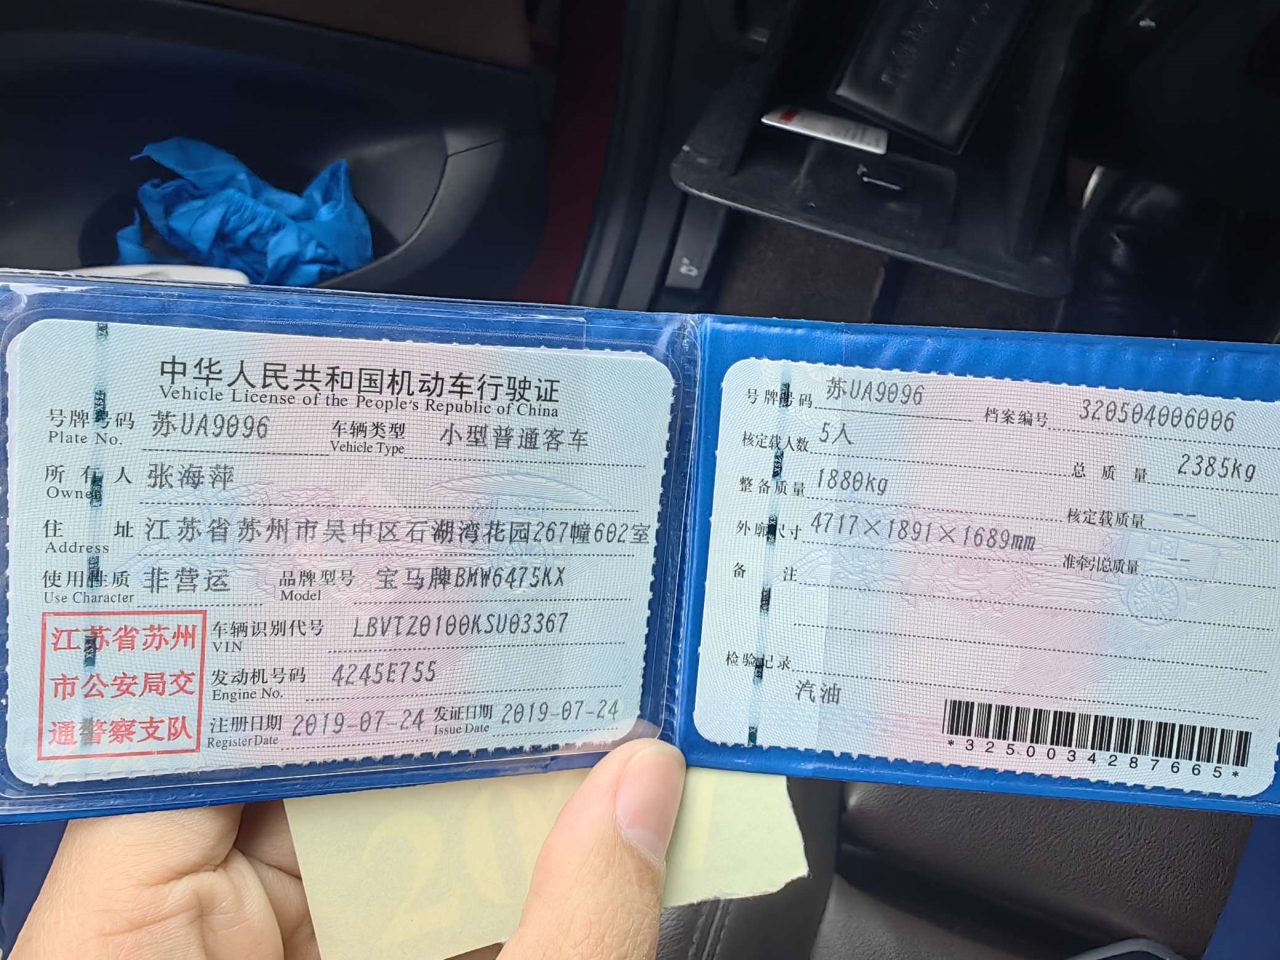 中华人民共和国机动车行驶证
Vehicle License of the People's Republic of China
号牌号码 苏UA9096 车辆类型 小型普通客车
Plate No. Vehicle Type
所有人 张海萍
Owner
住址 江苏省苏州市吴中区石湖湾花园267幢602室
Address
使用性质 非营运 品牌型号 宝马牌BMW6475KX
Use Character Model
江苏省苏州
市公安局交
通警察支队
车辆识别代号 LBVTZ0100KSU03367
VIN
发动机号码 4245E755
Engine No.
注册日期 2019-07-24 发证日期 2019-07-24
Register Date Issue Date
号牌号码 苏UA9096 档案编号 320504006006
核定载人数 5人 总质量 2385kg
整备质量 1880kg 核定载质量 --
外廓尺寸 4717×1891×1689mm 准牵引总质量 --
备注
检验记录
汽油
*3250034287665*